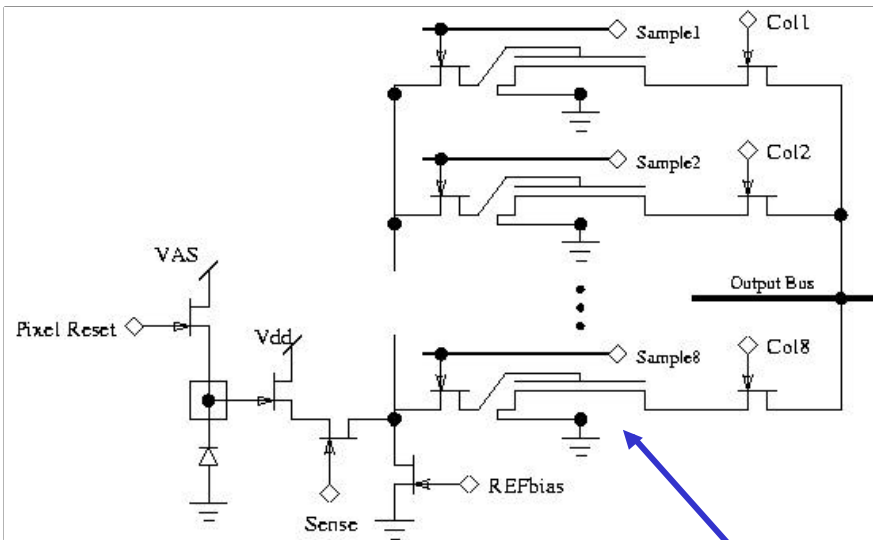 Sample1
Col1
Sample2
Col2
VAS
Output Bus
Pixel Reset
Vdd
Sample8
Col8
REFbias
Sense